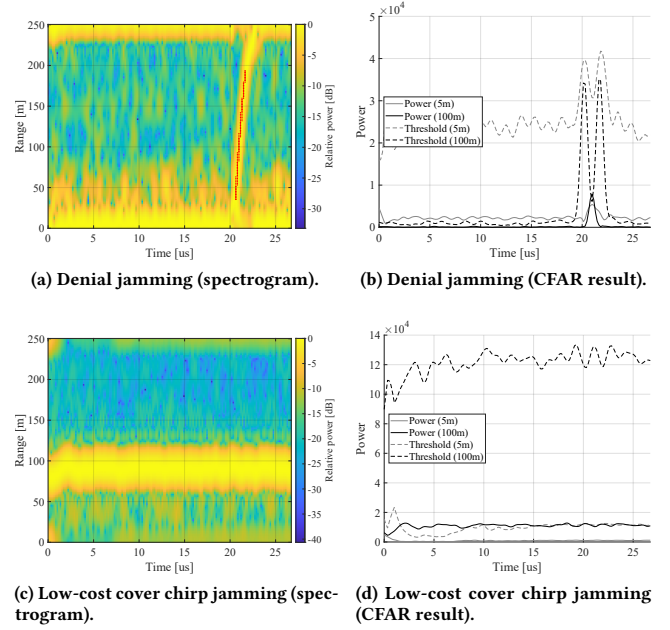 250
200
150
100
50
0
0 5 10 15 20 25
Range [m]
Time [us]
0
-5
-10
-15
-20
-25
-30
Relative power [dB]
×10⁴
5
4
3
2
1
0
0 5 10 15 20 25
Power
Time [us]
Power (5m)
Power (100m)
Threshold (5m)
Threshold (100m)
(a) Denial jamming (spectrogram).
(b) Denial jamming (CFAR result).
250
200
150
100
50
0
0 5 10 15 20 25
Range [m]
Time [us]
0
-5
-10
-15
-20
-25
-30
-35
-40
Relative power [dB]
×10⁴
14
12
10
8
6
4
2
0
0 5 10 15 20 25
Power
Time [us]
Power (5m)
Power (100m)
Threshold (5m)
Threshold (100m)
(c) Low-cost cover chirp jamming (spec-
trogram).
(d) Low-cost cover chirp jamming
(CFAR result).